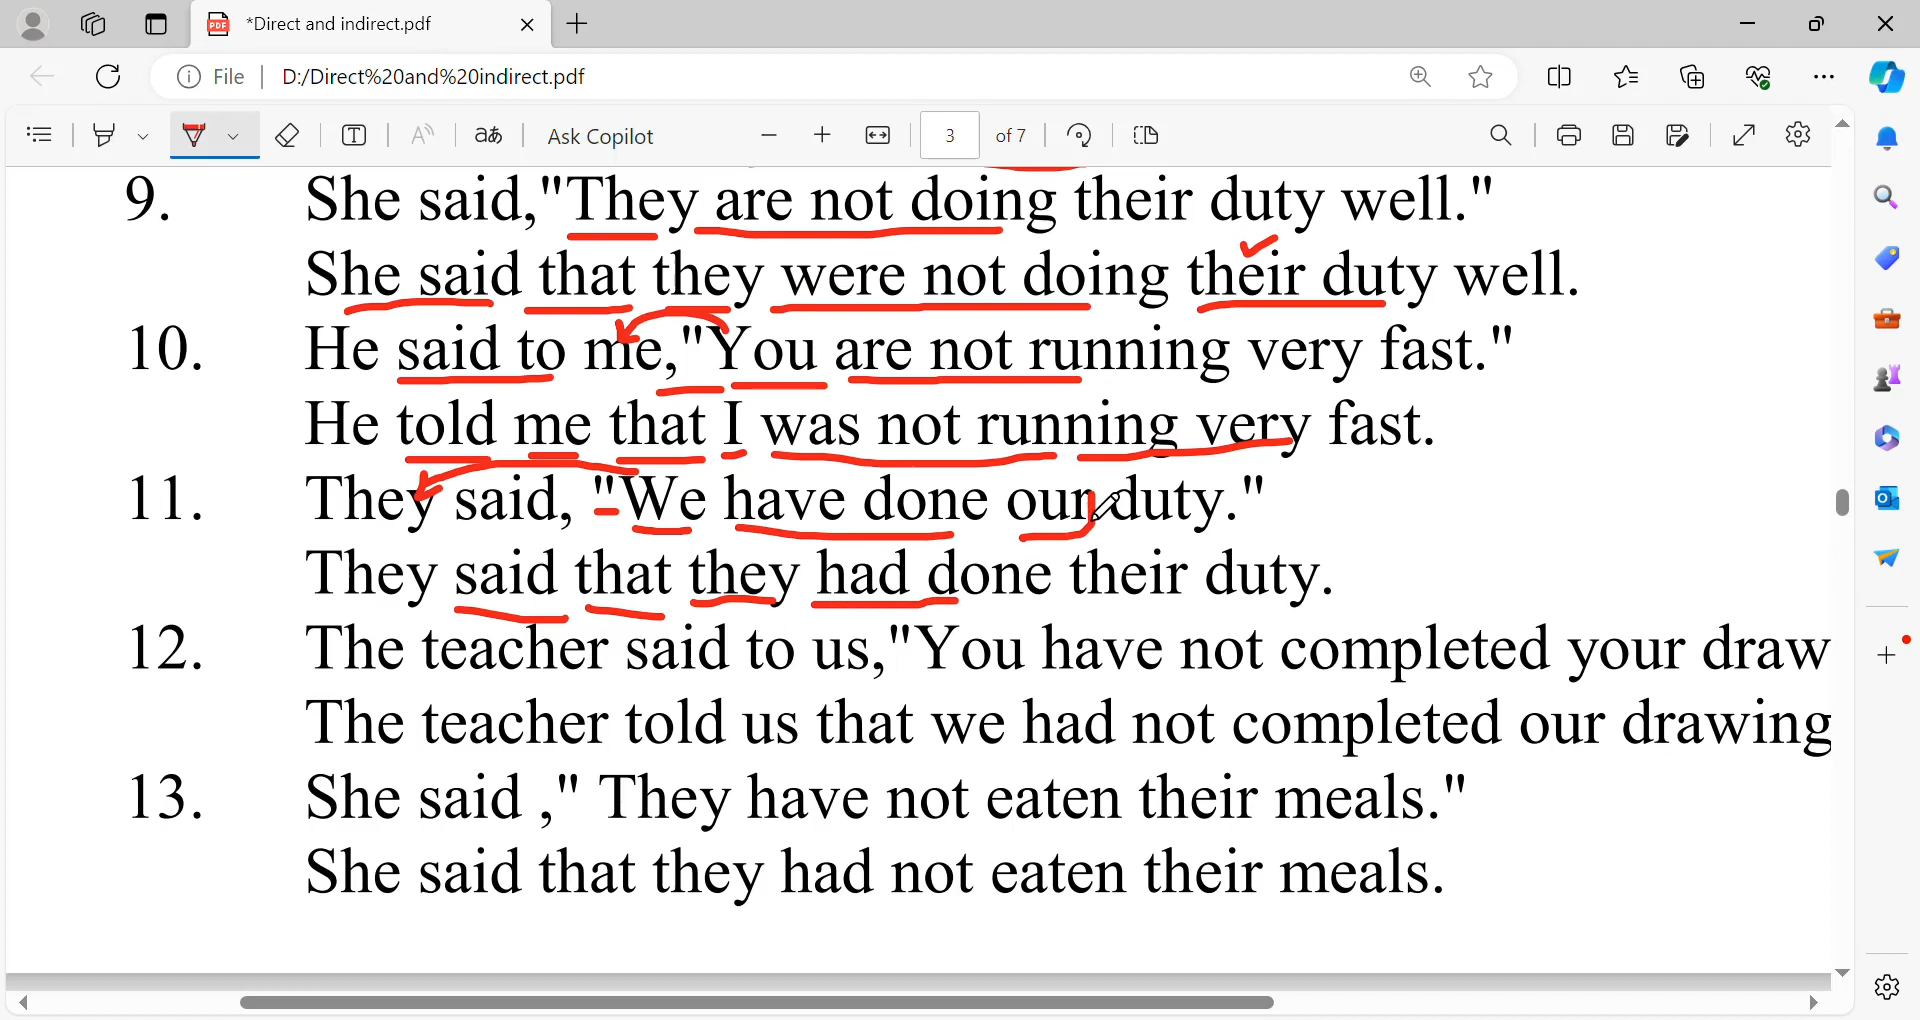 *Direct and indirect.pdf
File D:/Direct%20and%20indirect.pdf
aあ Ask Copilot 3 of 7
9. She said,"They are not doing their duty well."
She said that they were not doing their duty well.
10. He said to me,"You are not running very fast."
He told me that I was not running very fast.
11. They said, "We have done our duty."
They said that they had done their duty.
12. The teacher said to us,"You have not completed your draw
The teacher told us that we had not completed our drawing
13. She said ," They have not eaten their meals."
She said that they had not eaten their meals.